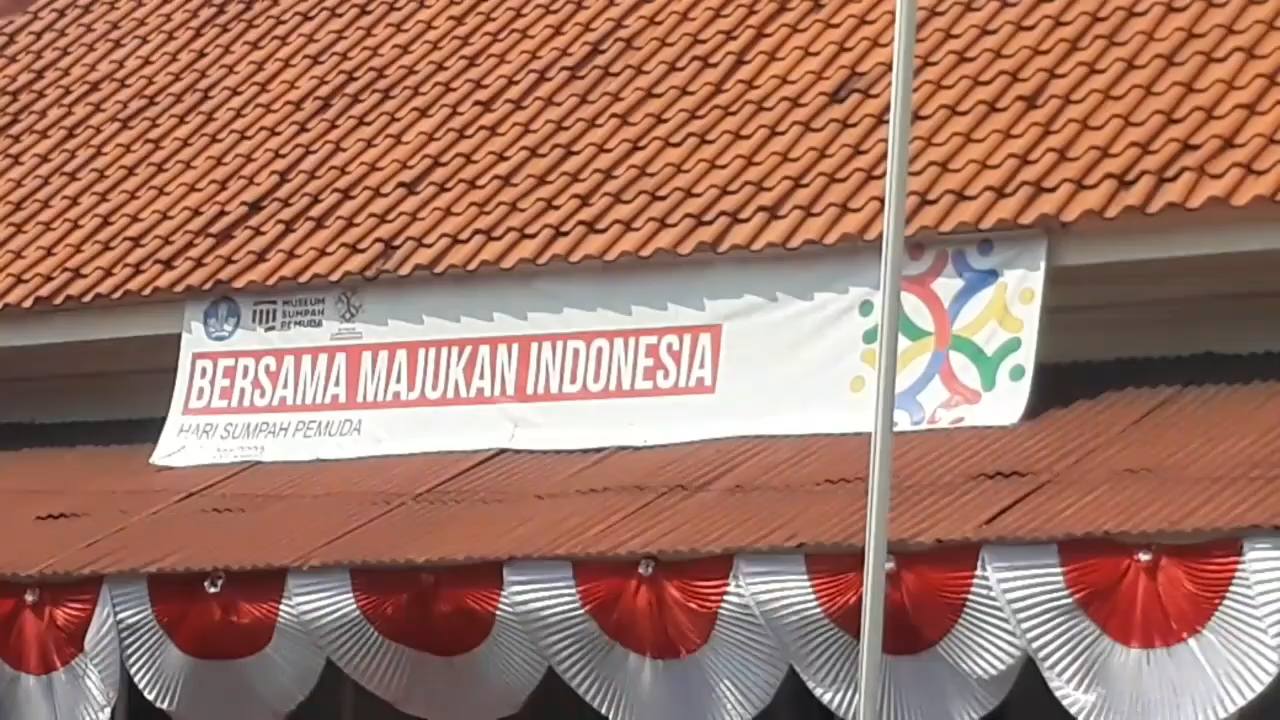 MUSEUM
SUMPAH
PEMUDA
BERSAMA MAJUKAN INDONESIA
HARI SUMPAH PEMUDA